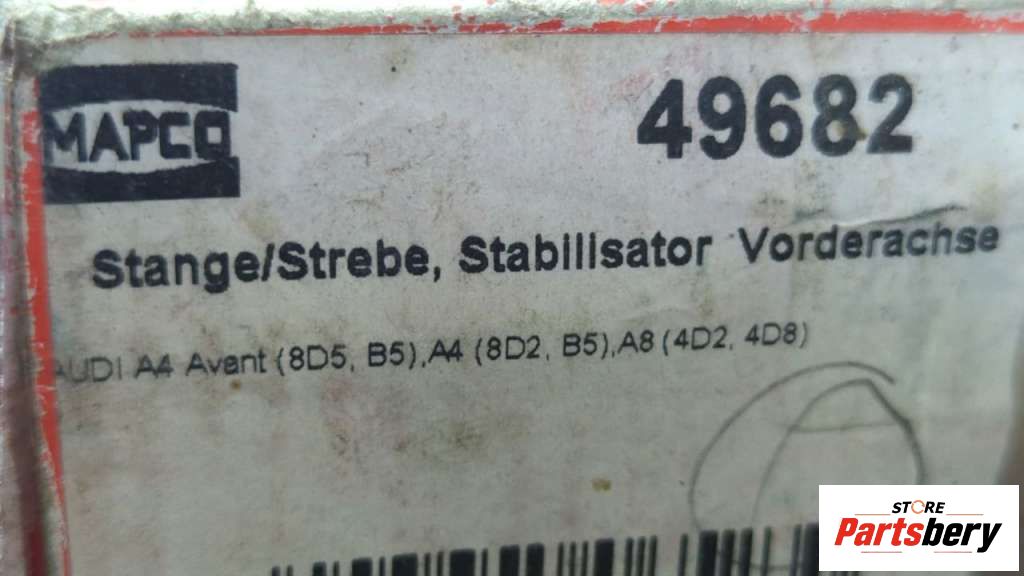 MAPCO
49682
Stange/Strebe, Stabilisator Vorderachse
AUDI A4 Avant (8D5, B5),A4 (8D2, B5),A8 (4D2, 4D8)
STORE
Partsbery